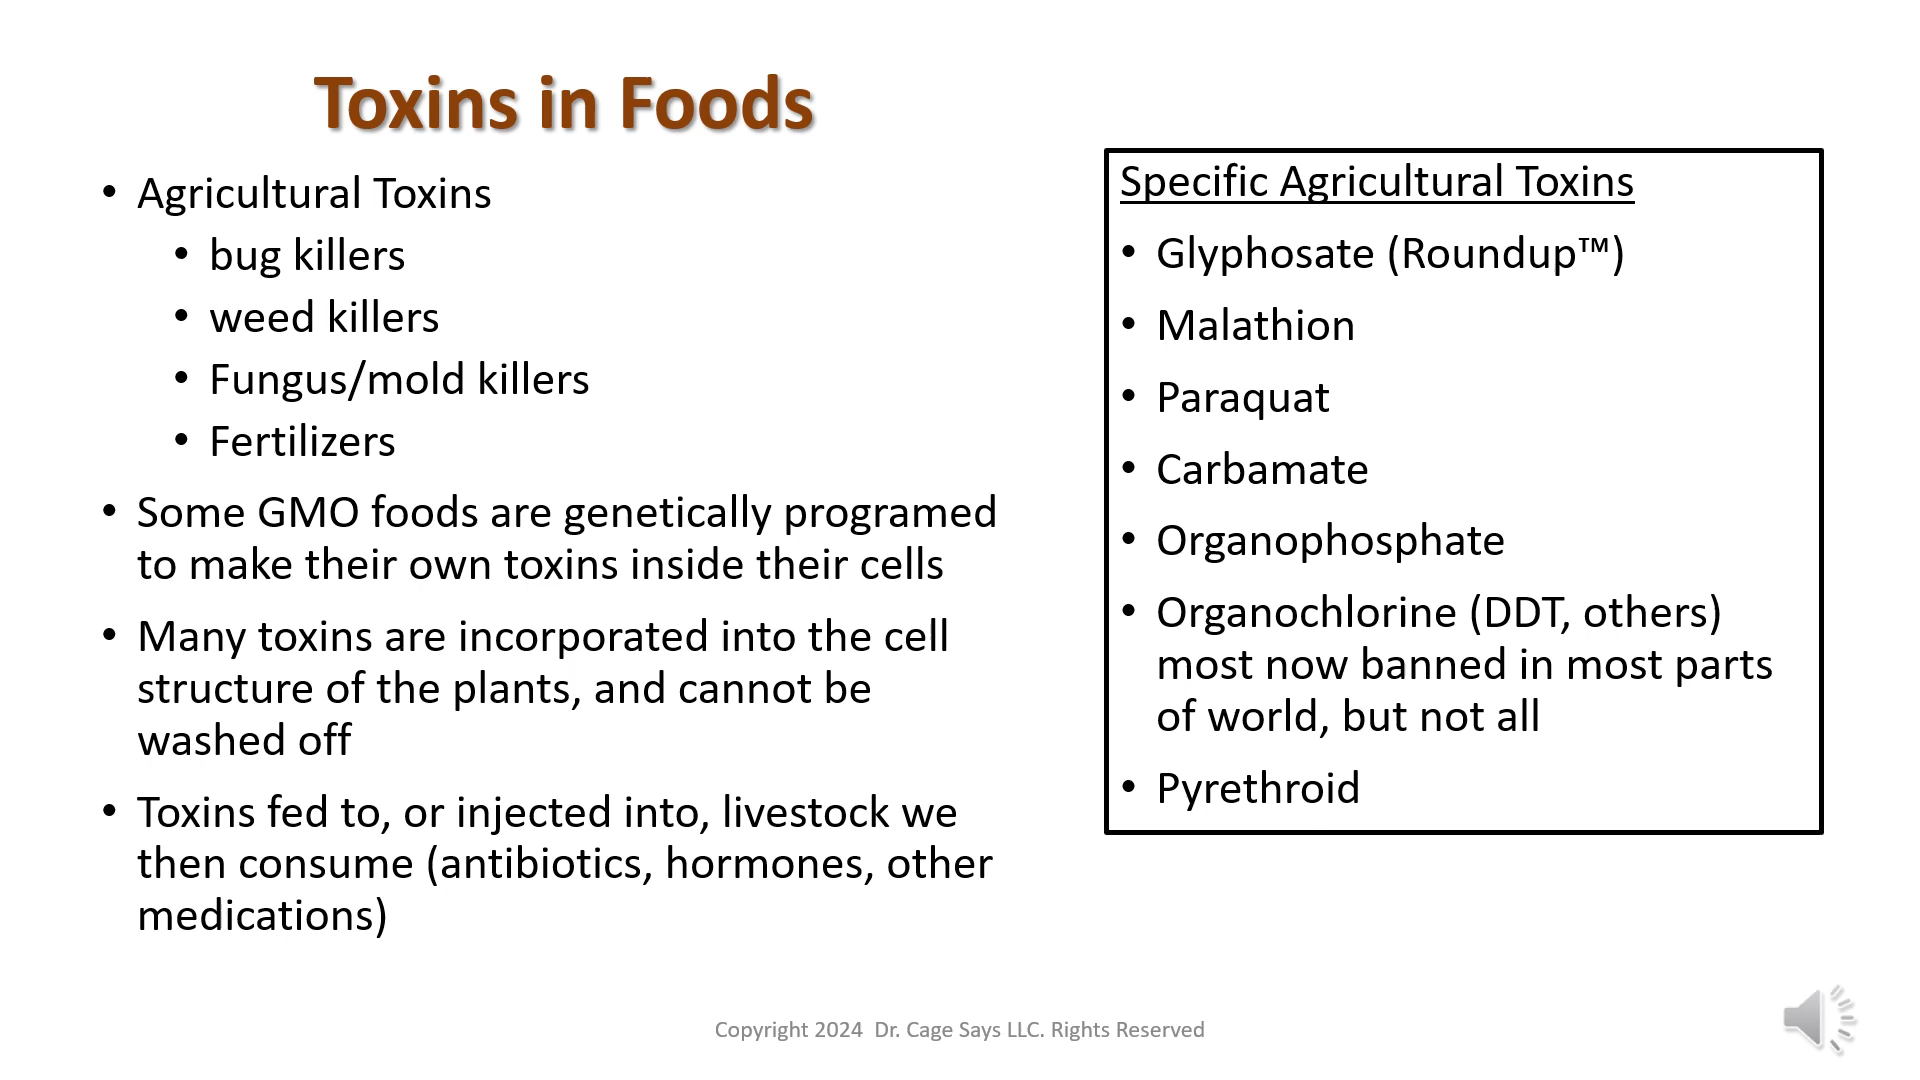 Toxins in Foods
• Agricultural Toxins
• bug killers
• weed killers
• Fungus/mold killers
• Fertilizers
• Some GMO foods are genetically programed
to make their own toxins inside their cells
• Many toxins are incorporated into the cell
structure of the plants, and cannot be
washed off
• Toxins fed to, or injected into, livestock we
then consume (antibiotics, hormones, other
medications)
Specific Agricultural Toxins
• Glyphosate (Roundup™)
• Malathion
• Paraquat
• Carbamate
• Organophosphate
• Organochlorine (DDT, others)
most now banned in most parts
of world, but not all
• Pyrethroid
Copyright 2024 Dr. Cage Says LLC. Rights Reserved